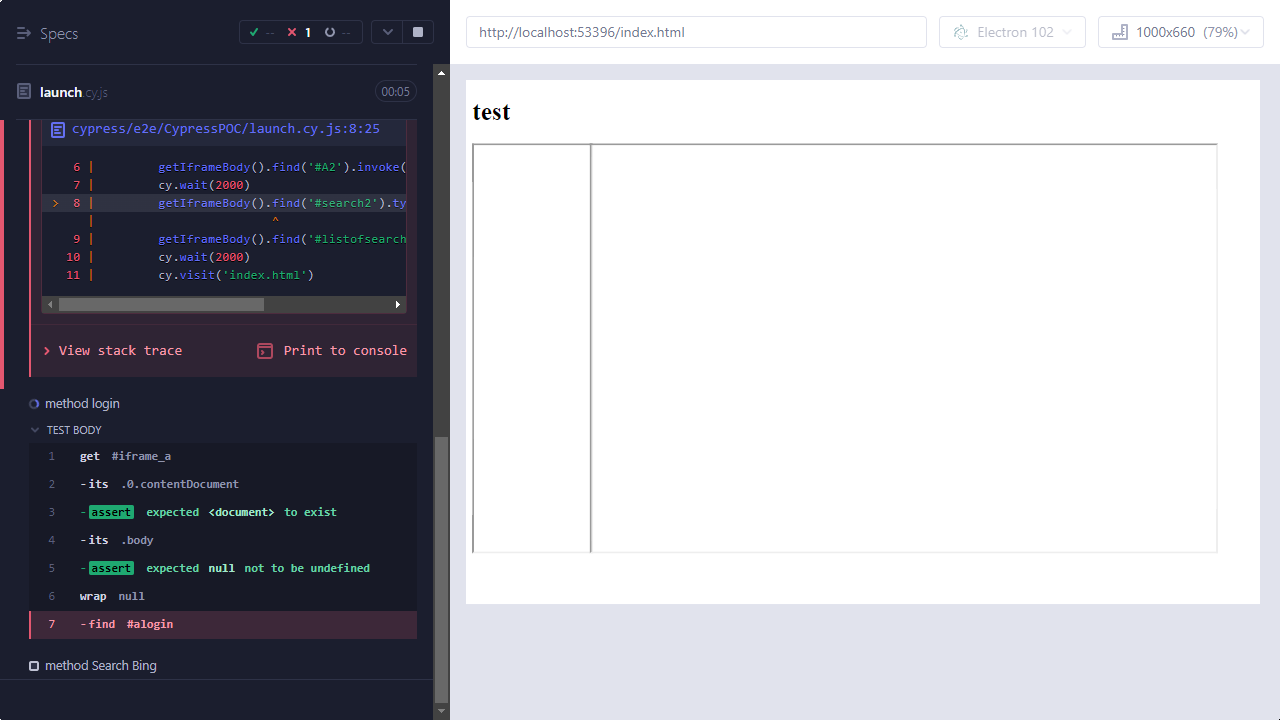 Specs
-- 1 --
http://localhost:53396/index.html
Electron 102
1000x660 (79%)
launch cy.js
00:05
test
cypress/e2e/CypressPOC/launch.cy.js:8:25
6 | getIframeBody().find('#A2').invoke(
7 | cy.wait(2000)
> 8 | getIframeBody().find('#search2').ty
| ^
9 | getIframeBody().find('#listofsearch
10 | cy.wait(2000)
11 | cy.visit('index.html')
View stack trace
Print to console
method login
TEST BODY
1 get #iframe_a
2 -its .0.contentDocument
3 -assert expected <document> to exist
4 -its .body
5 -assert expected null not to be undefined
6 wrap null
7 -find #alogin
method Search Bing